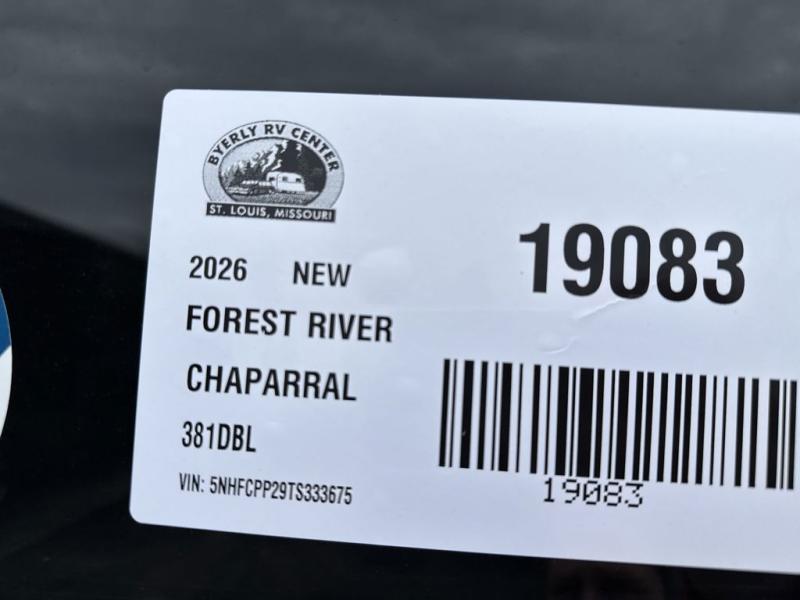 BYERLY RV CENTER
ST. LOUIS, MISSOURI
2026 NEW
FOREST RIVER
CHAPARRAL
381DBL
VIN: 5NHFCPP29TS333675
19083
19083